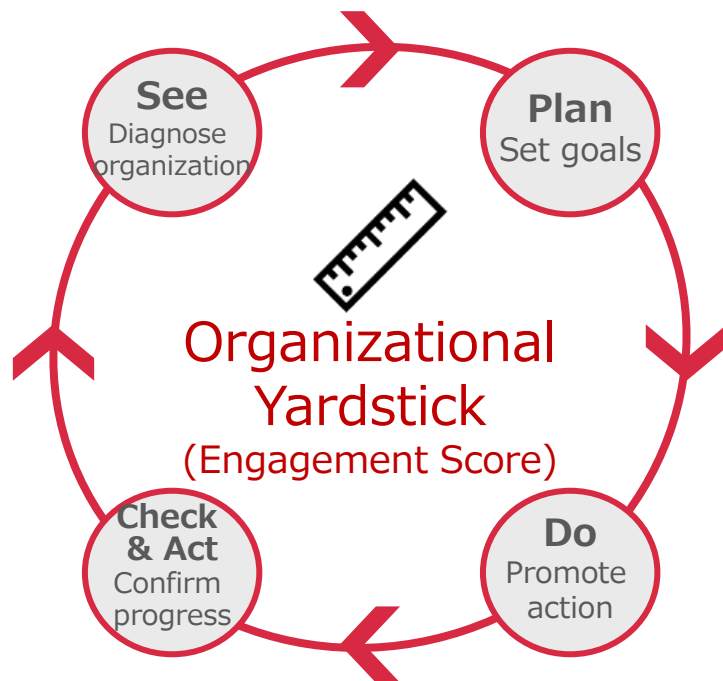 See
Diagnose
organization
Plan
Set goals
Organizational
Yardstick
(Engagement Score)
Check
& Act
Confirm
progress
Do
Promote
action